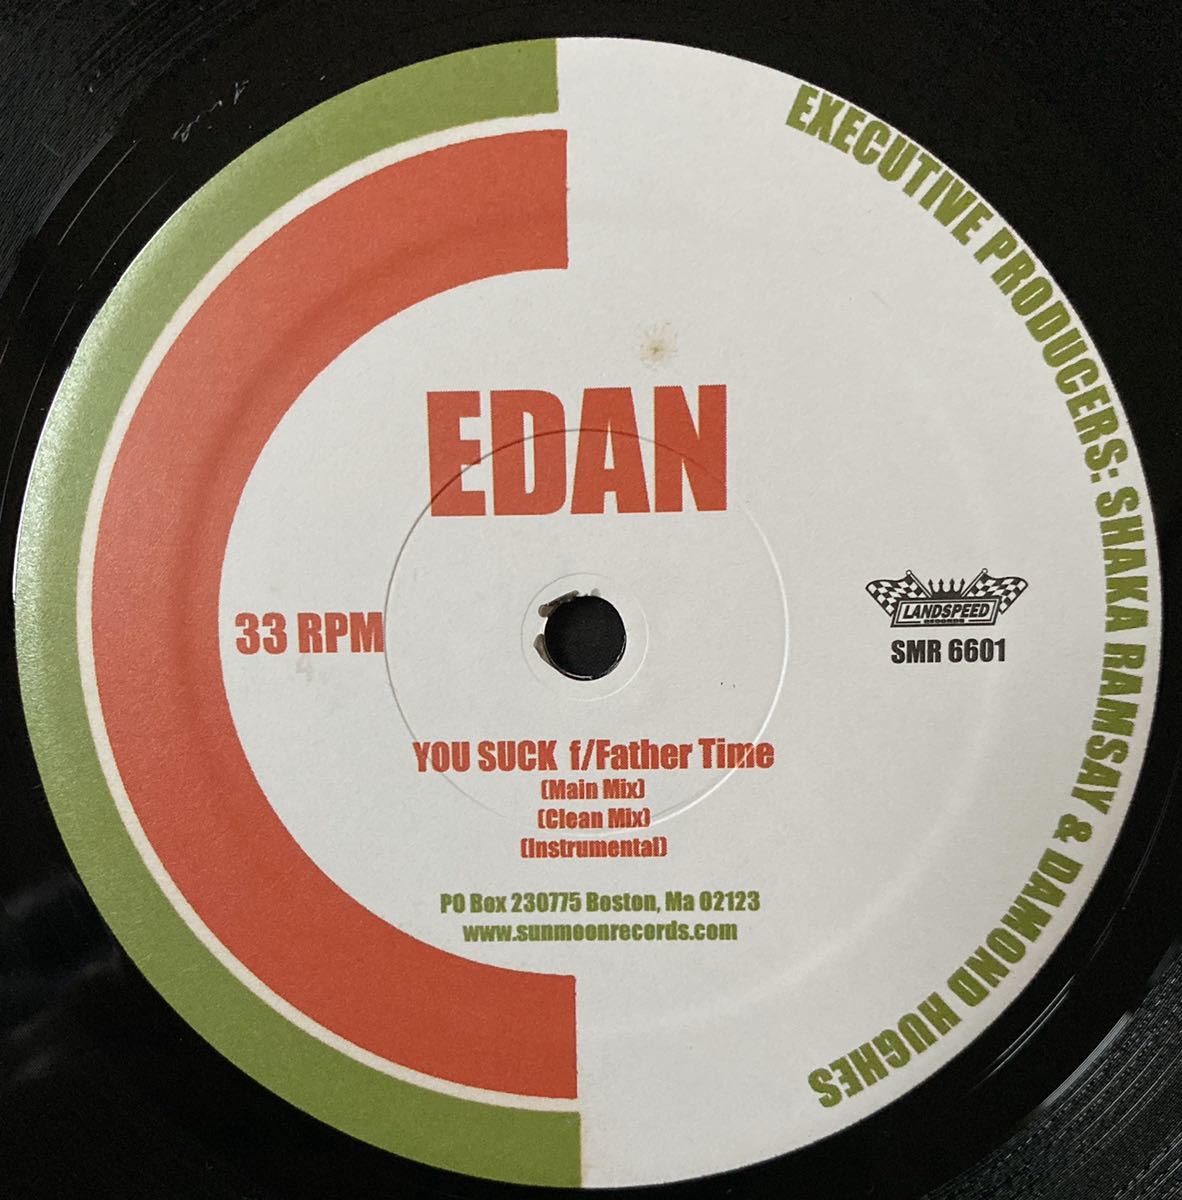 EDAN
33 RPM
LANDSPEED
RECORDS
SMR 6601
YOU SUCK f/Father Time
(Main Mix)
(Clean Mix)
(Instrumental)
PO Box 230775 Boston, Ma 02123
www.sunmoonrecords.com
EXECUTIVE PRODUCERS: SHAKA RAMSAY & DAMOND HUGHES